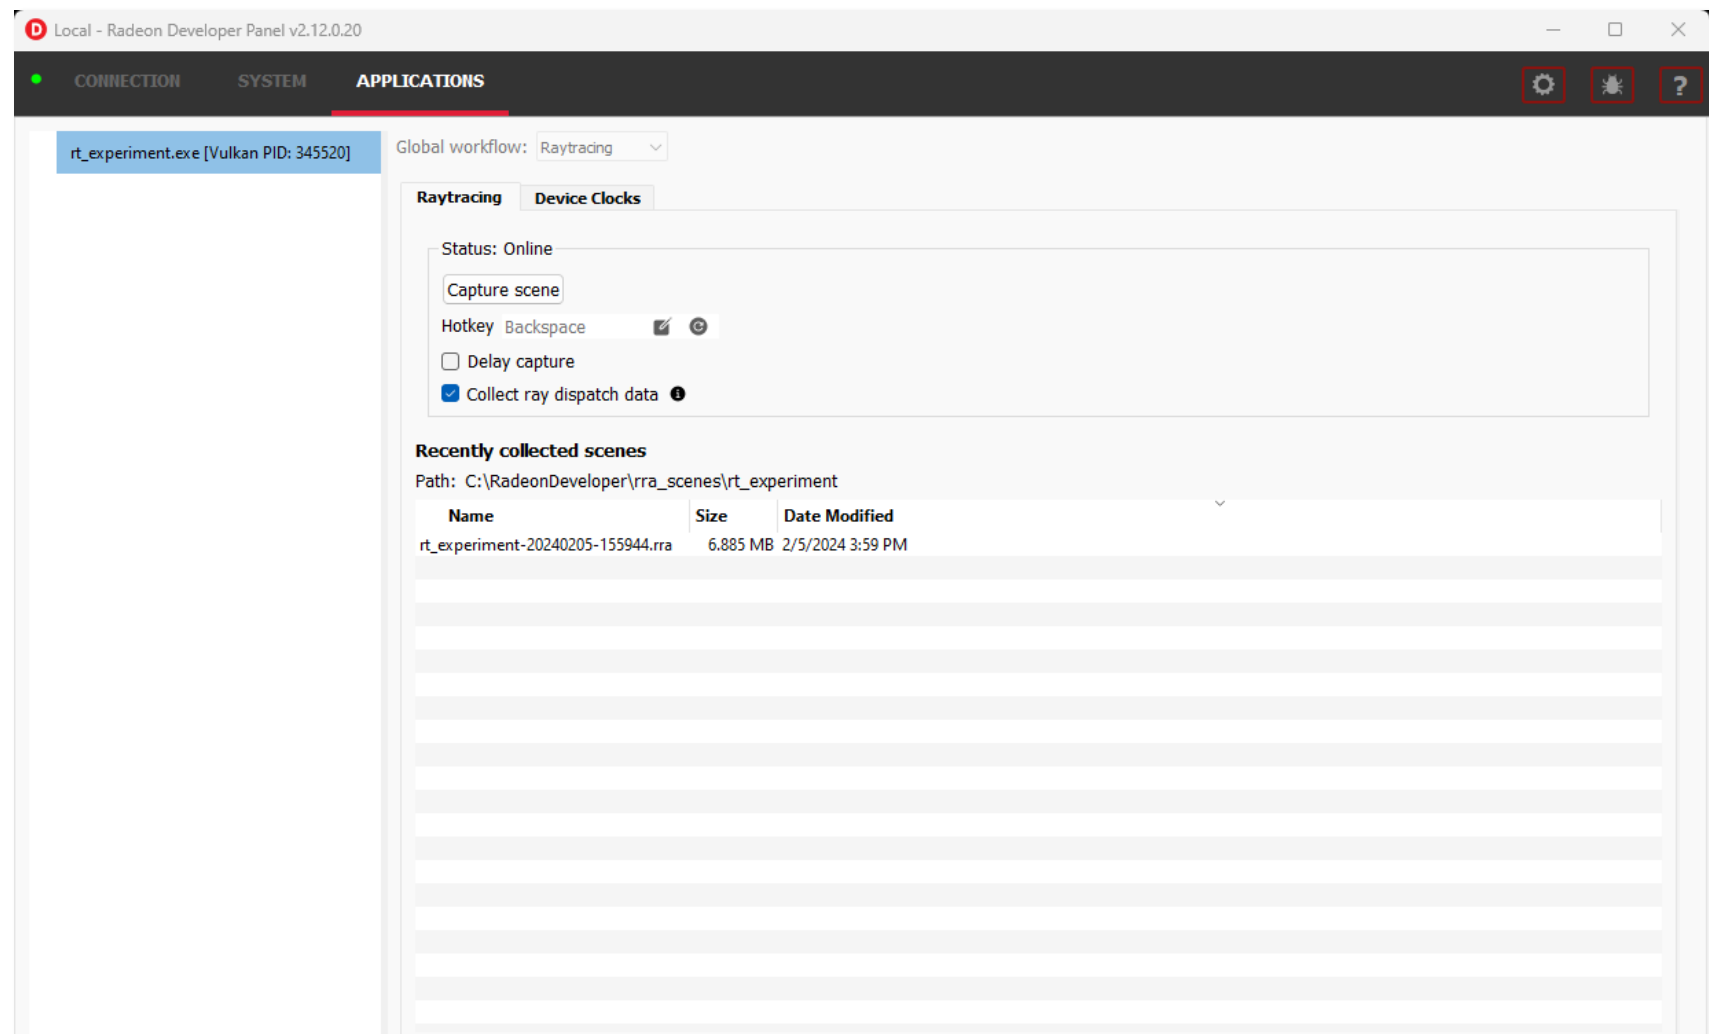 Local - Radeon Developer Panel v2.12.0.20
CONNECTION SYSTEM APPLICATIONS ?
rt_experiment.exe [Vulkan PID: 345520]
Global workflow: Raytracing
Raytracing Device Clocks
Status: Online
Capture scene
Hotkey Backspace
Delay capture
Collect ray dispatch data
Recently collected scenes
Path: C:\RadeonDeveloper\rra_scenes\rt_experiment
Name Size Date Modified
rt_experiment-20240205-155944.rra 6.885 MB 2/5/2024 3:59 PM